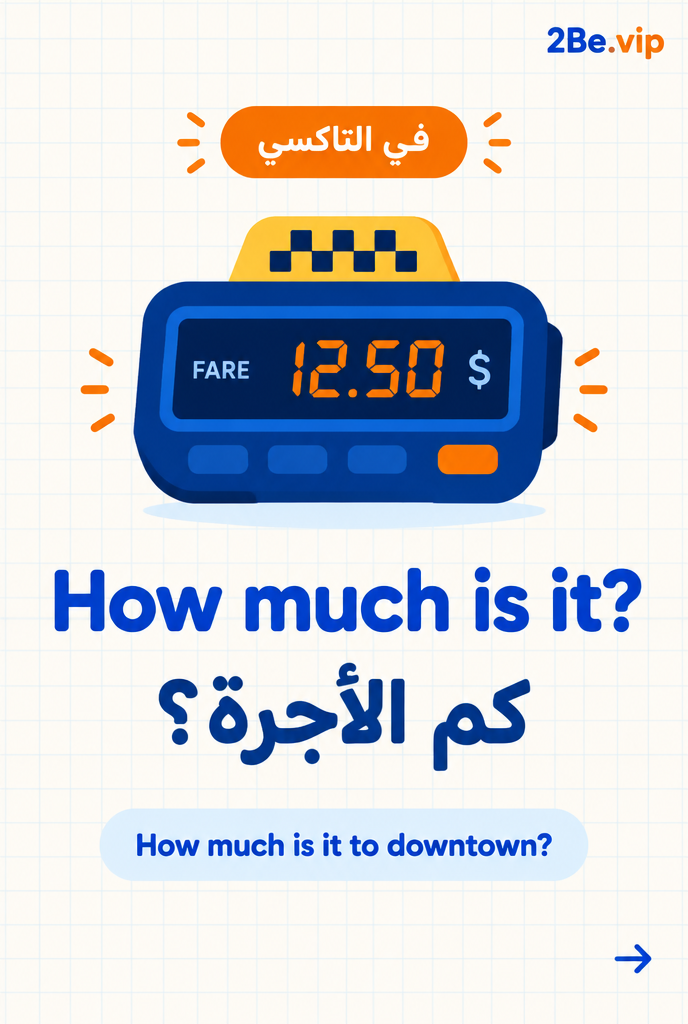 2Be.vip
في التاكسي
FARE 12.50 $
How much is it?
كم الأجرة؟
How much is it to downtown?
→